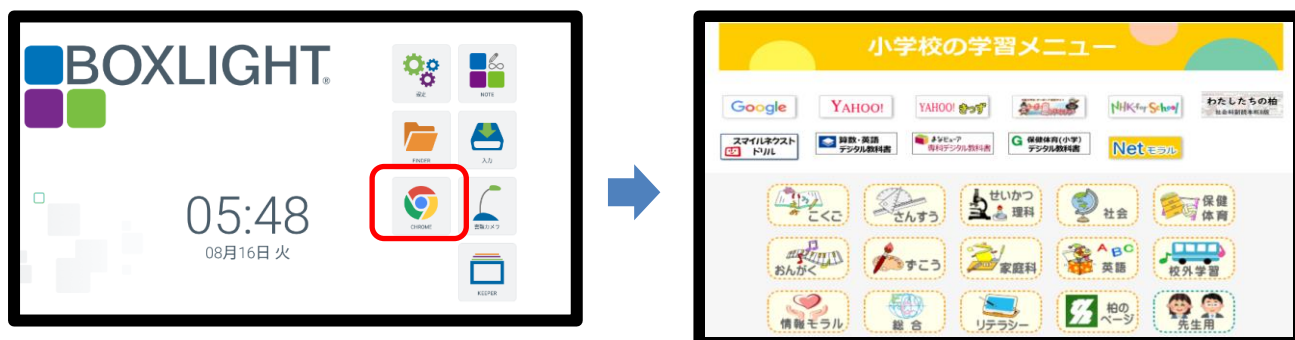 BOXLIGHT®
設定
NOTE
FINDER
入力
CHROME
書画カメラ
KEEPER
05:48
08月16日 火
小学校の学習メニュー
Google
YAHOO!
YAHOO! きっず
NHK for School
わたしたちの柏
スマイルネクスト
ドリル
算数・英語
デジタル教科書
専科デジタル教科書
保健体育(小学)
デジタル教科書
Net モラル
こくご
さんすう
せいかつ
理科
社会
保健
体育
おんがく
ずこう
家庭科
ABC
英語
校外学習
情報モラル
総合
リテラシー
柏の
ページ
先生用